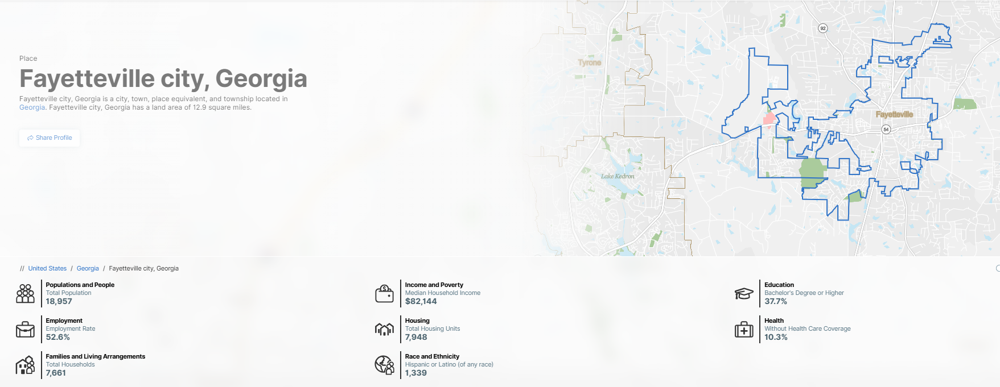 Place
Fayetteville city, Georgia
Fayetteville city, Georgia is a city, town, place equivalent, and township located in
Georgia. Fayetteville city, Georgia has a land area of 12.9 square miles.
Share Profile
92
Tyrone
Fayetteville
54
Lake Kedron
// United States / Georgia / Fayetteville city, Georgia
Populations and People
Total Population
18,957
Income and Poverty
Median Household Income
$82,144
Education
Bachelor's Degree or Higher
37.7%
Employment
Employment Rate
52.6%
Housing
Total Housing Units
7,948
Health
Without Health Care Coverage
10.3%
Families and Living Arrangements
Total Households
7,661
Race and Ethnicity
Hispanic or Latino (of any race)
1,339